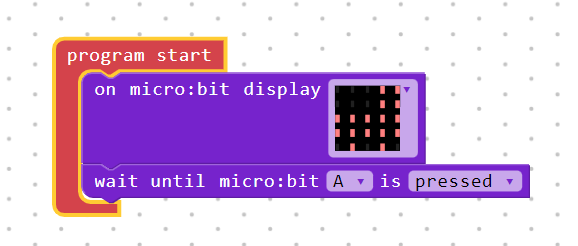 program start
on micro:bit display
wait until micro:bit A is pressed